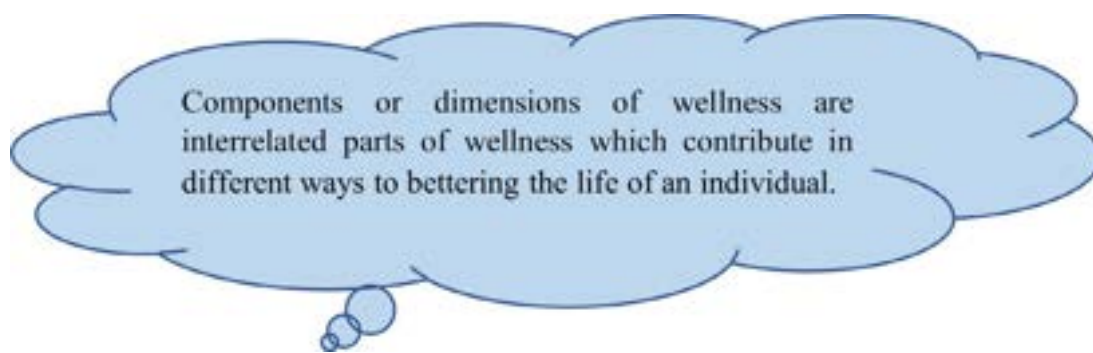 Components or dimensions of wellness are
interrelated parts of wellness which contribute in
different ways to bettering the life of an individual.